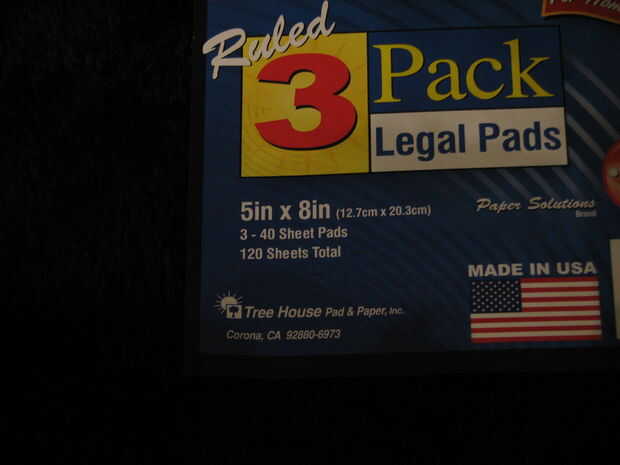 Ruled
3 Pack
Legal Pads
5in x 8in (12.7cm x 20.3cm)
3 - 40 Sheet Pads
120 Sheets Total
Paper Solutions
Brand
MADE IN USA
Tree House Pad & Paper, Inc.
Corona, CA 92880-6973